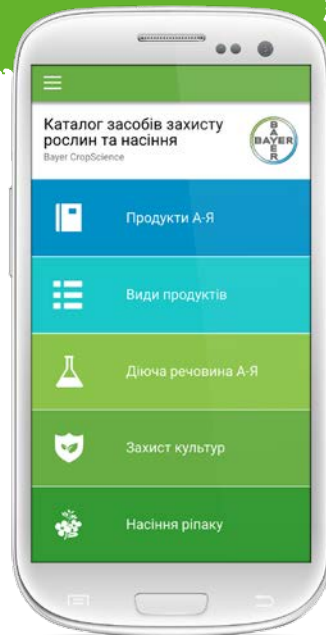 Каталог засобів захисту
рослин та насіння
Bayer CropScience
BAYER
BAYER
Продукти А-Я
Види продуктів
Діюча речовина А-Я
Захист культур
Насіння ріпаку